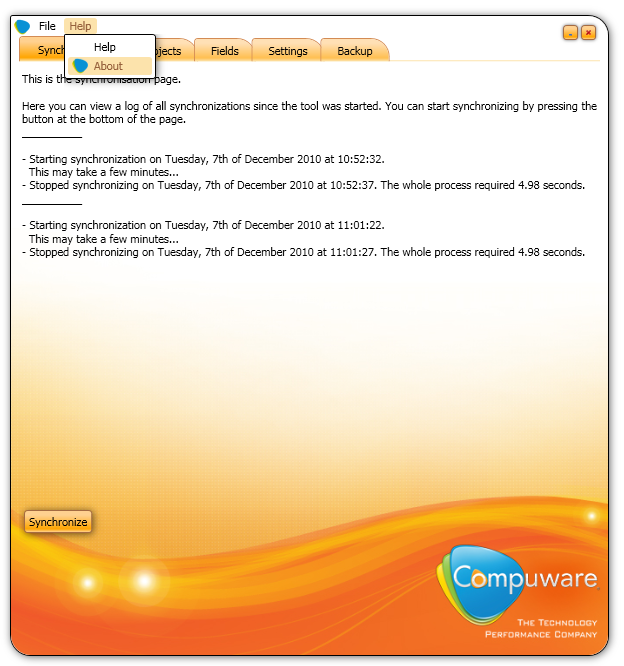 File Help
Help
About
Fields Settings Backup
This is the synchronisation page.
Here you can view a log of all synchronizations since the tool was started. You can start synchronizing by pressing the
button at the bottom of the page.
- Starting synchronization on Tuesday, 7th of December 2010 at 10:52:32.
This may take a few minutes...
- Stopped synchronizing on Tuesday, 7th of December 2010 at 10:52:37. The whole process required 4.98 seconds.
- Starting synchronization on Tuesday, 7th of December 2010 at 11:01:22.
This may take a few minutes...
- Stopped synchronizing on Tuesday, 7th of December 2010 at 11:01:27. The whole process required 4.98 seconds.
Synchronize
Compuware
The Technology
Performance Company